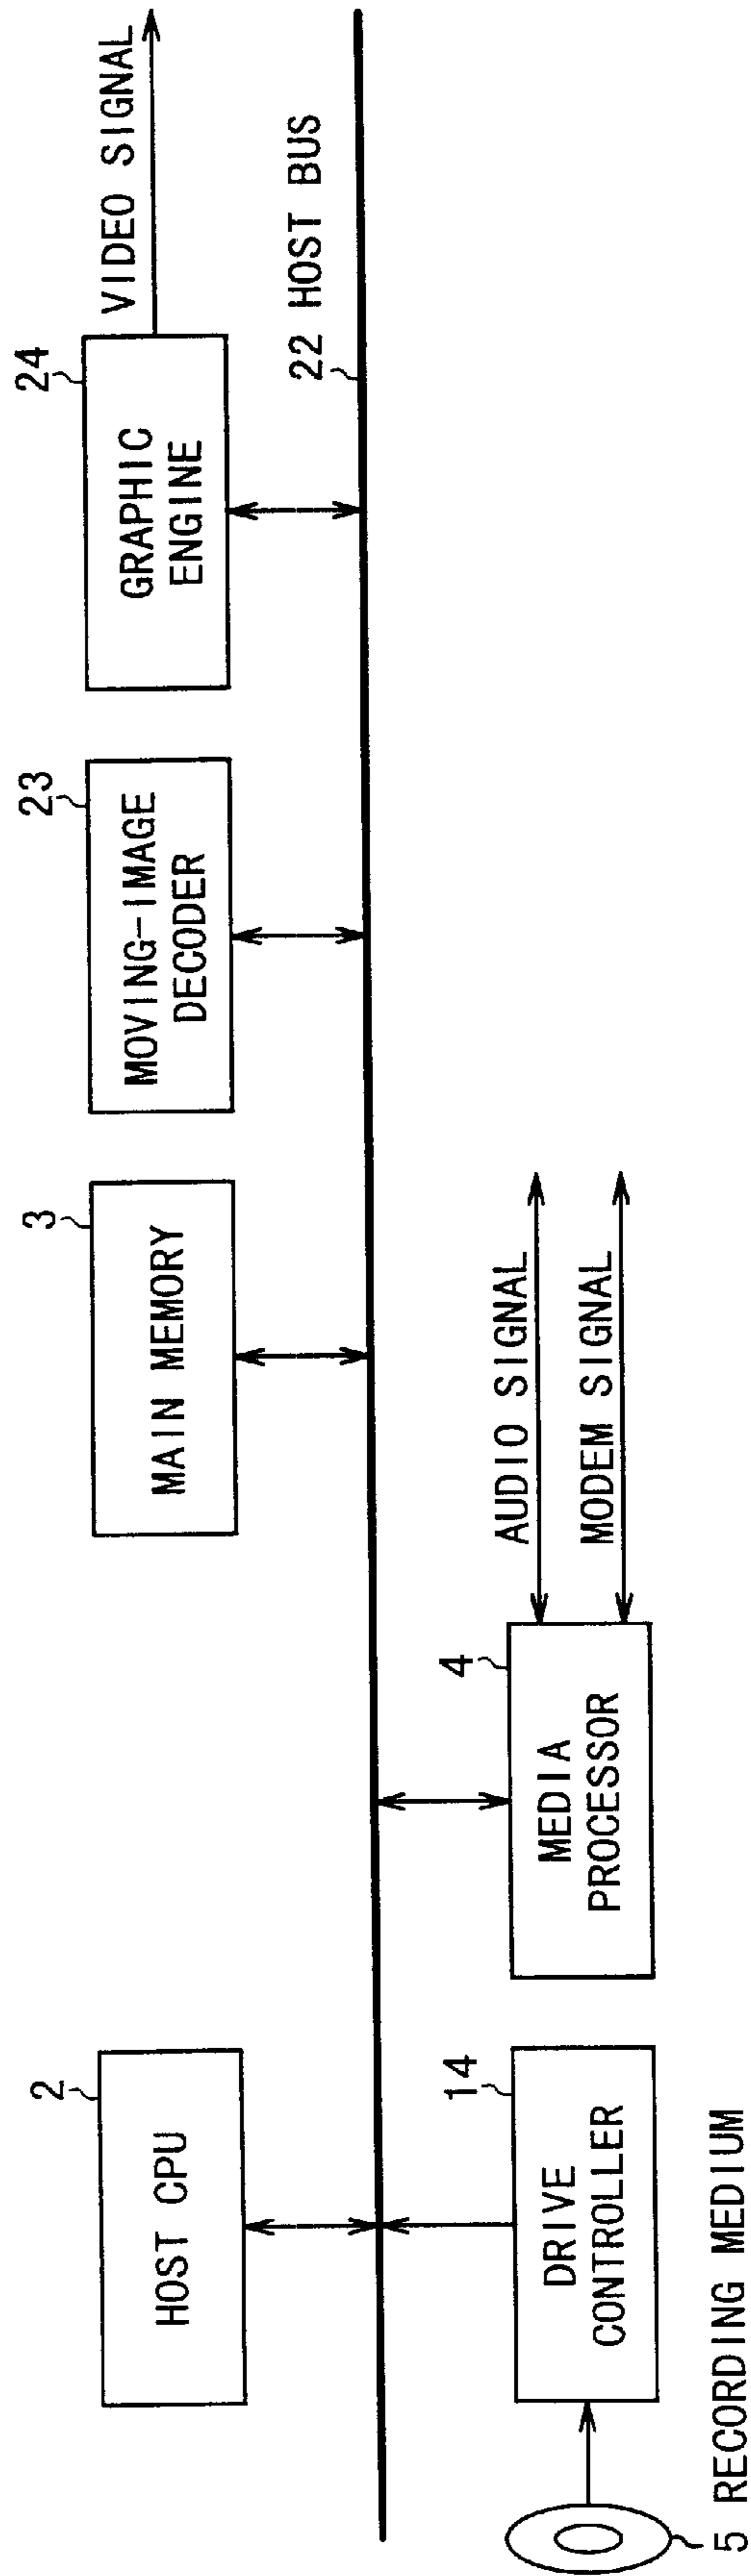 2
HOST CPU
3
MAIN MEMORY
23
MOVING-IMAGE
DECODER
24
GRAPHIC
ENGINE
VIDEO SIGNAL
22 HOST BUS
14
DRIVE
CONTROLLER
4
MEDIA
PROCESSOR
AUDIO SIGNAL
MODEM SIGNAL
5 RECORDING MEDIUM